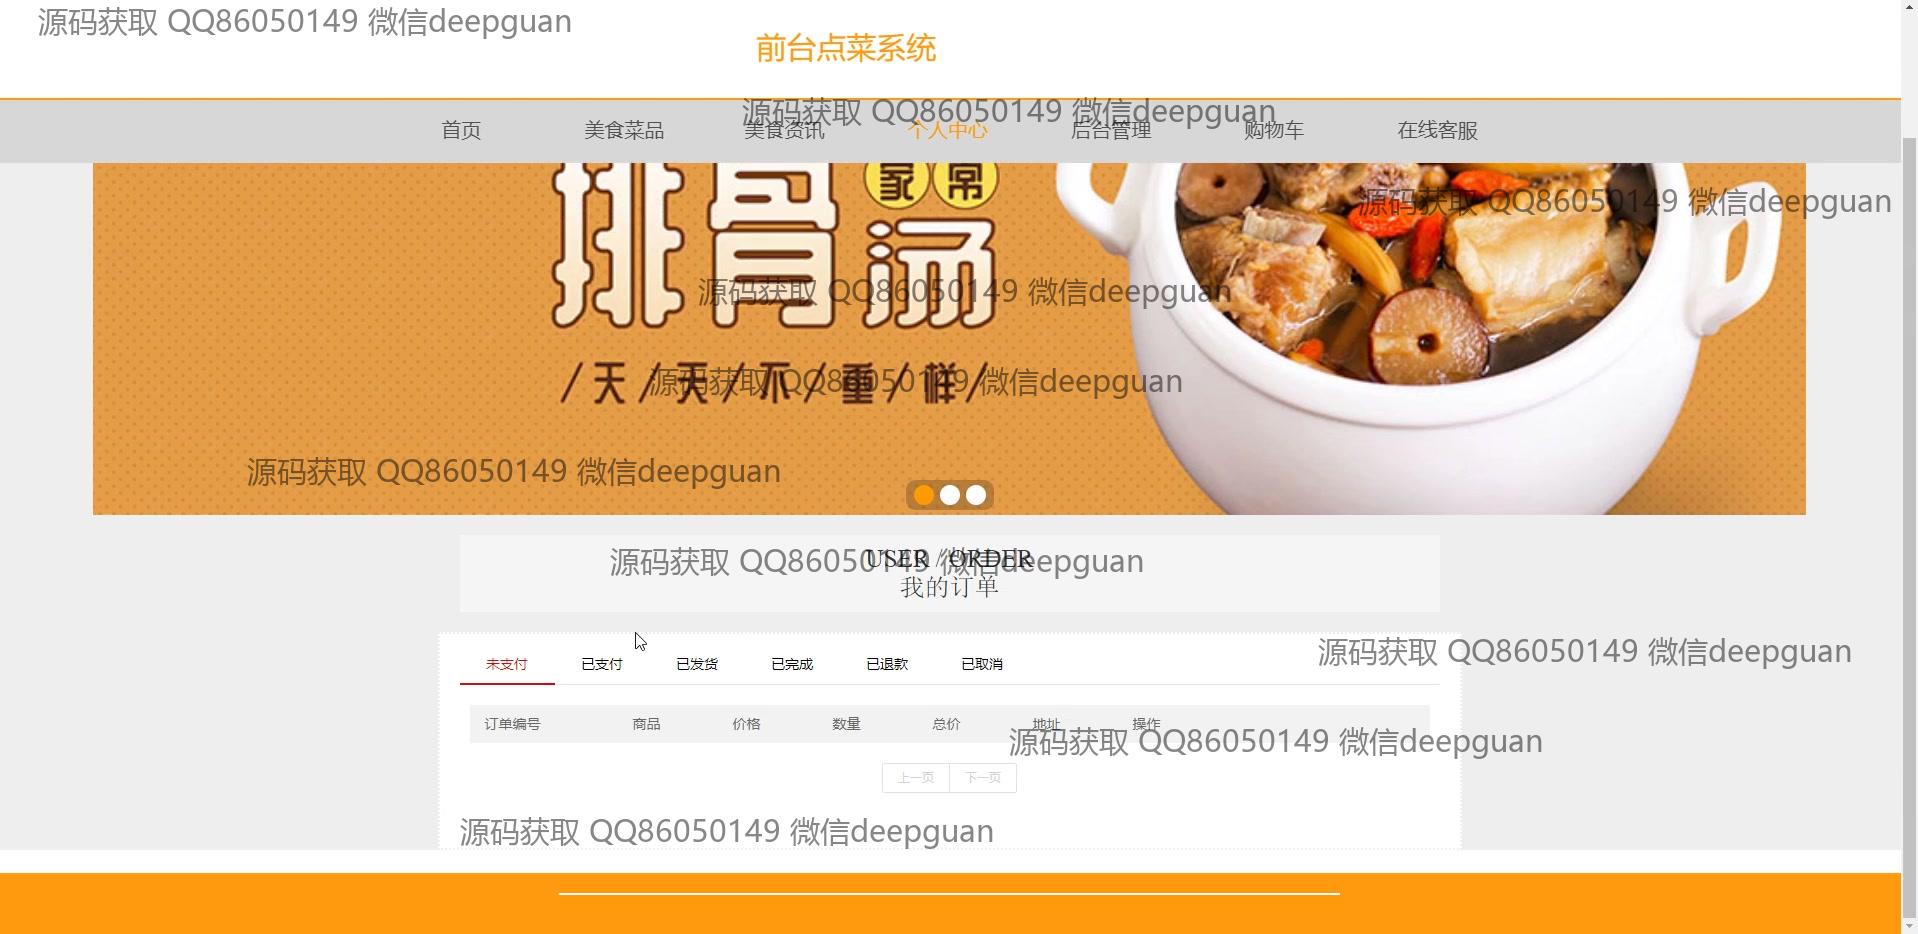 源码获取 QQ86050149 微信deepguan
前台点菜系统
源码获取 QQ86050149 微信deepguan
首页 美食菜品 美食资讯 个人中心 后台管理 购物车 在线客服
家常
排骨汤
源码获取 QQ86050149 微信deepguan
源码获取 QQ86050149 微信deepguan
/天/天/不/重/样/
源码获取 QQ86050149 微信deepguan
源码获取 QQ86050149 微信deepguan
USER / ORDER
源码获取 QQ86050149 微信deepguan
我的订单
源码获取 QQ86050149 微信deepguan
未支付 已支付 已发货 已完成 已退款 已取消
订单编号 商品 价格 数量 总价 地址 操作
源码获取 QQ86050149 微信deepguan
上一页 下一页
源码获取 QQ86050149 微信deepguan